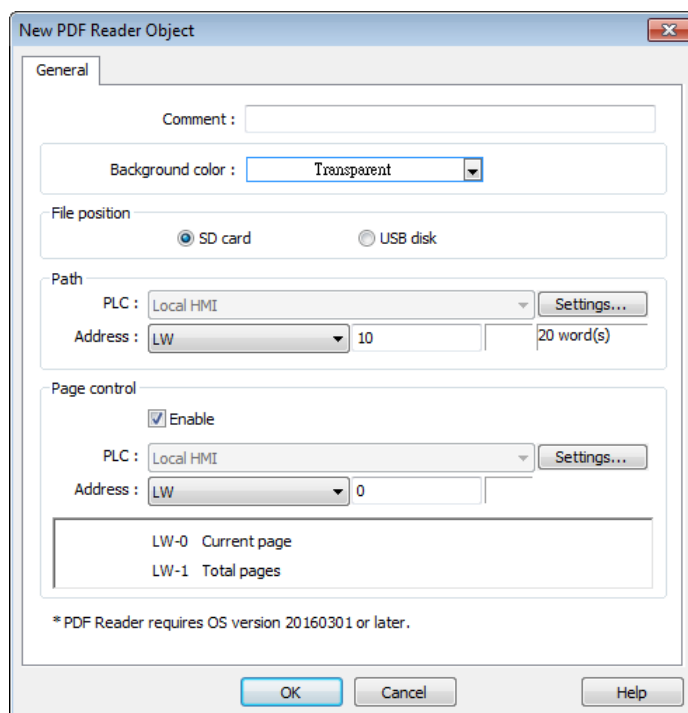 New PDF Reader Object
General
Comment :
Background color : Transparent
File position
SD card USB disk
Path
PLC : Local HMI Settings...
Address : LW 10 20 word(s)
Page control
Enable
PLC : Local HMI Settings...
Address : LW 0
LW-0 Current page
LW-1 Total pages
* PDF Reader requires OS version 20160301 or later.
OK Cancel Help